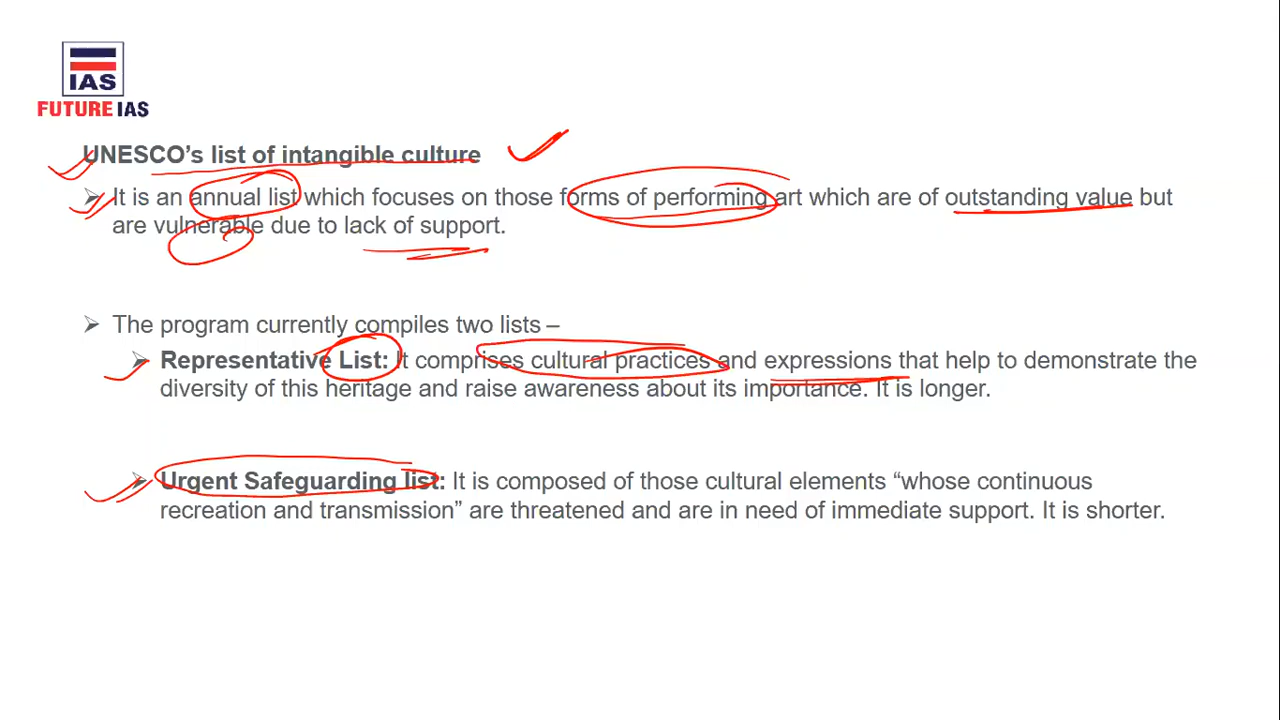 IAS
FUTURE IAS
UNESCO's list of intangible culture
It is an annual list which focuses on those forms of performing art which are of outstanding value but
are vulnerable due to lack of support.
The program currently compiles two lists –
Representative List: It comprises cultural practices and expressions that help to demonstrate the
diversity of this heritage and raise awareness about its importance. It is longer.
Urgent Safeguarding list: It is composed of those cultural elements “whose continuous
recreation and transmission” are threatened and are in need of immediate support. It is shorter.